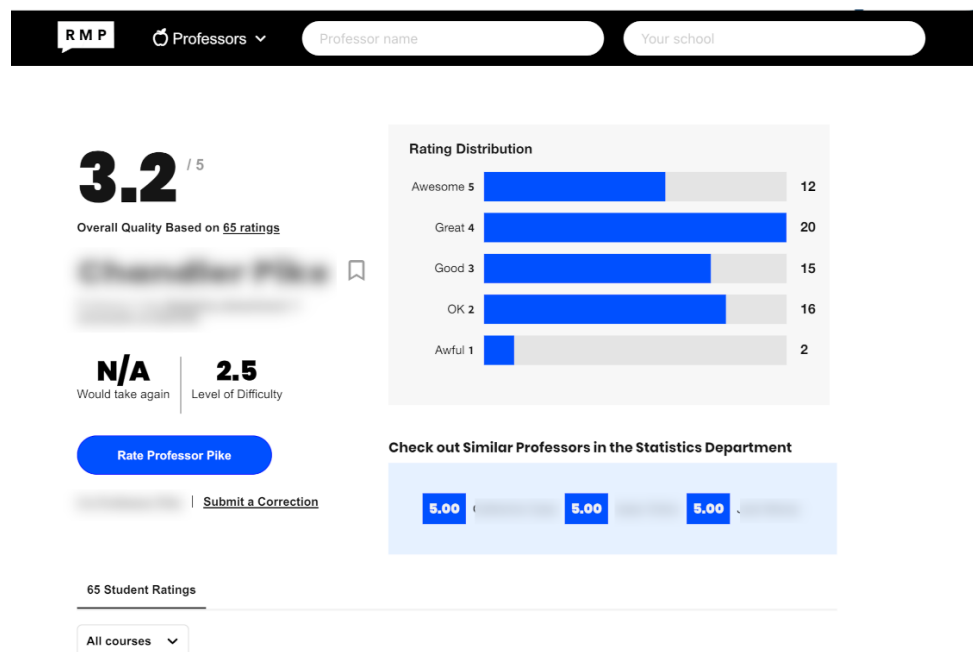 RMP
Professors
Professor name
Your school
3.2 / 5
Overall Quality Based on 65 ratings
N/A
Would take again
2.5
Level of Difficulty
Rate Professor Pike
Submit a Correction
Rating Distribution
Awesome 5 12
Great 4 20
Good 3 15
OK 2 16
Awful 1 2
Check out Similar Professors in the Statistics Department
5.00 5.00 5.00
65 Student Ratings
All courses